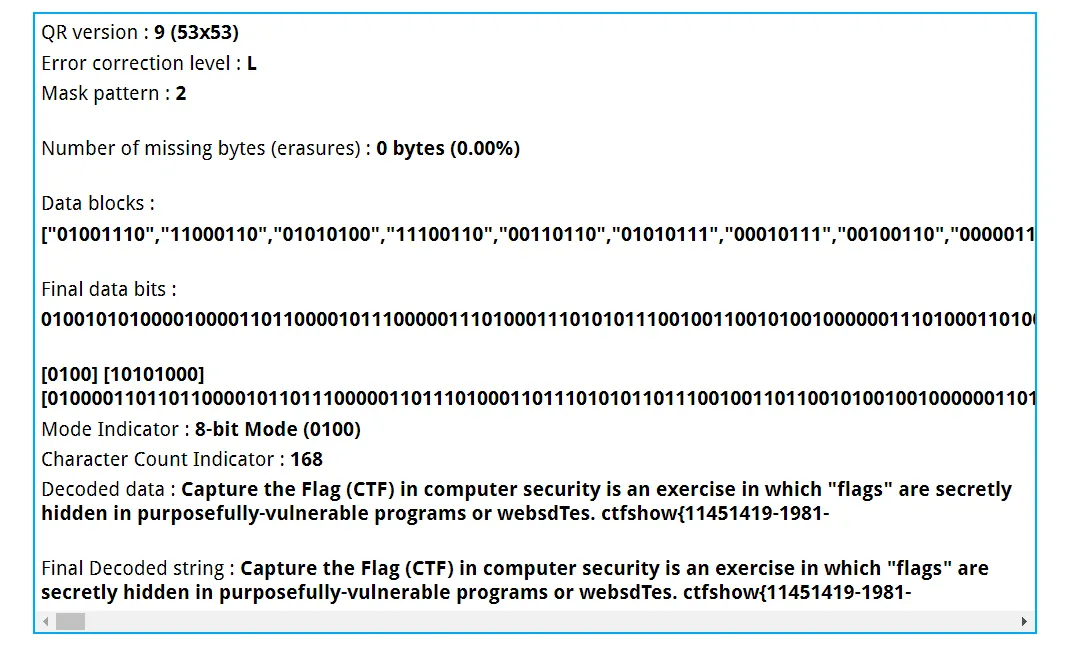 QR version : 9 (53x53)
Error correction level : L
Mask pattern : 2
Number of missing bytes (erasures) : 0 bytes (0.00%)
Data blocks :
["01001110","11000110","01010100","11100110","00110110","01010111","00010111","00100110","0000011
Final data bits :
0100101010000100001101100001011100000111010001110101011100100110010100100000011101000110100
[0100] [10101000]
[010000110110110000101101110000011011101000110111010101101110010011011001010010010000001101
Mode Indicator : 8-bit Mode (0100)
Character Count Indicator : 168
Decoded data : Capture the Flag (CTF) in computer security is an exercise in which "flags" are secretly
hidden in purposefully-vulnerable programs or websdTes. ctfshow{11451419-1981-
Final Decoded string : Capture the Flag (CTF) in computer security is an exercise in which "flags" are
secretly hidden in purposefully-vulnerable programs or websdTes. ctfshow{11451419-1981-